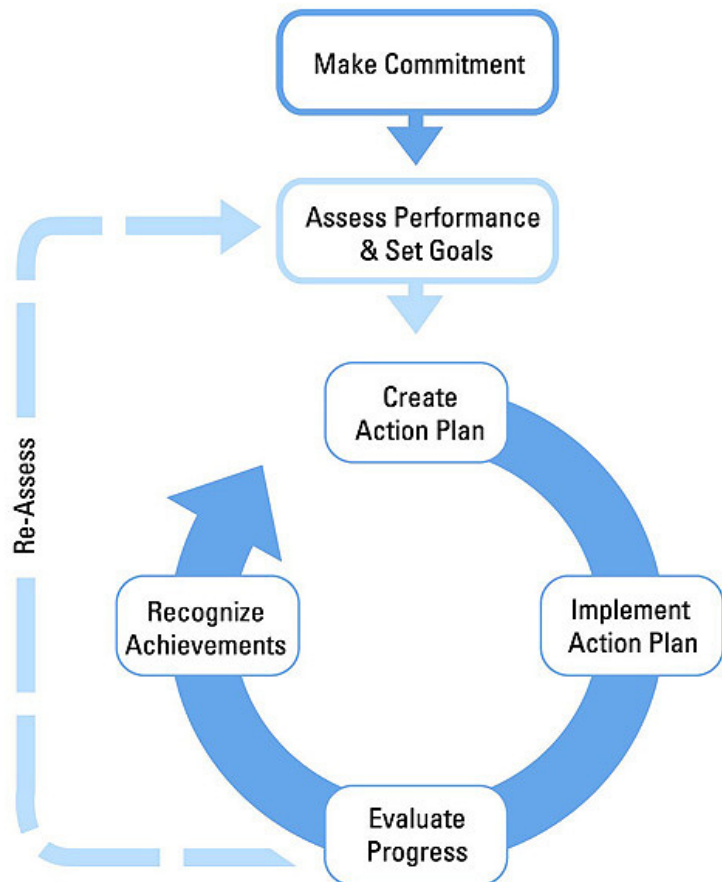 Make Commitment
Assess Performance
& Set Goals
Create
Action Plan
Re-Assess
Recognize
Achievements
Implement
Action Plan
Evaluate
Progress